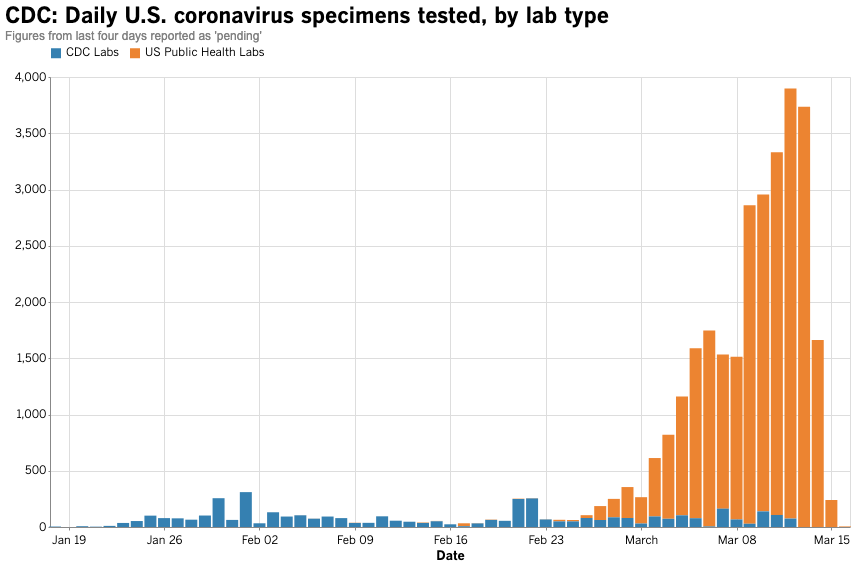 CDC: Daily U.S. coronavirus specimens tested, by lab type
Figures from last four days reported as 'pending'
CDC Labs US Public Health Labs
4,000
3,500
3,000
2,500
2,000
1,500
1,000
500
0
Jan 19 Jan 26 Feb 02 Feb 09 Feb 16 Feb 23 March Mar 08 Mar 15
Date